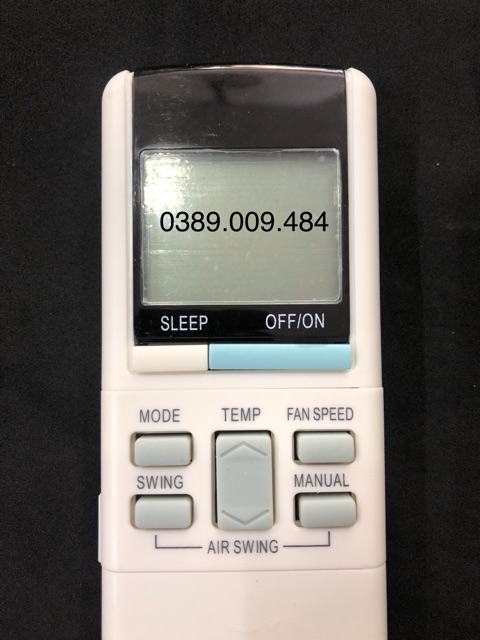 0389.009.484
SLEEP OFF/ON
MODE TEMP FAN SPEED
SWING MANUAL
AIR SWING